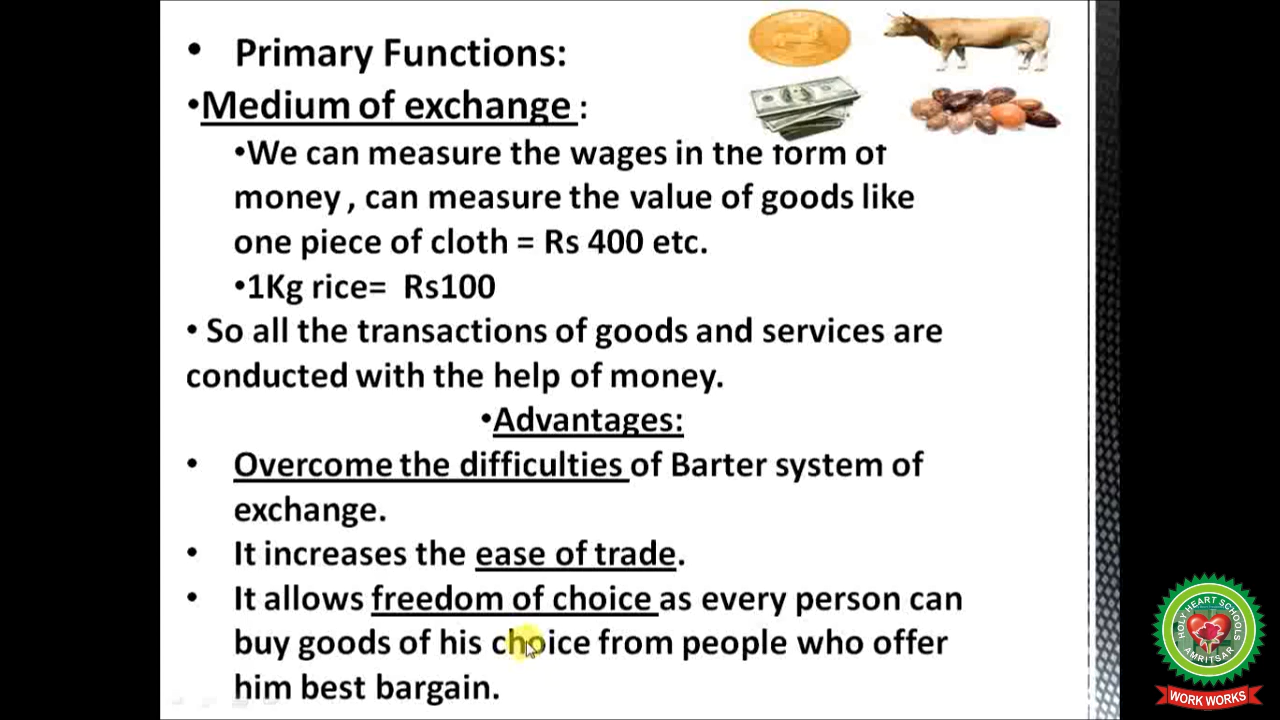 • Primary Functions:
•Medium of exchange :
•We can measure the wages in the form of
money , can measure the value of goods like
one piece of cloth = Rs 400 etc.
•1Kg rice= Rs100
• So all the transactions of goods and services are
conducted with the help of money.
•Advantages:
• Overcome the difficulties of Barter system of
exchange.
• It increases the ease of trade.
• It allows freedom of choice as every person can
buy goods of his choice from people who offer
him best bargain.
HOLY HEART SCHOOLS
AMRITSAR
WORK WORKS